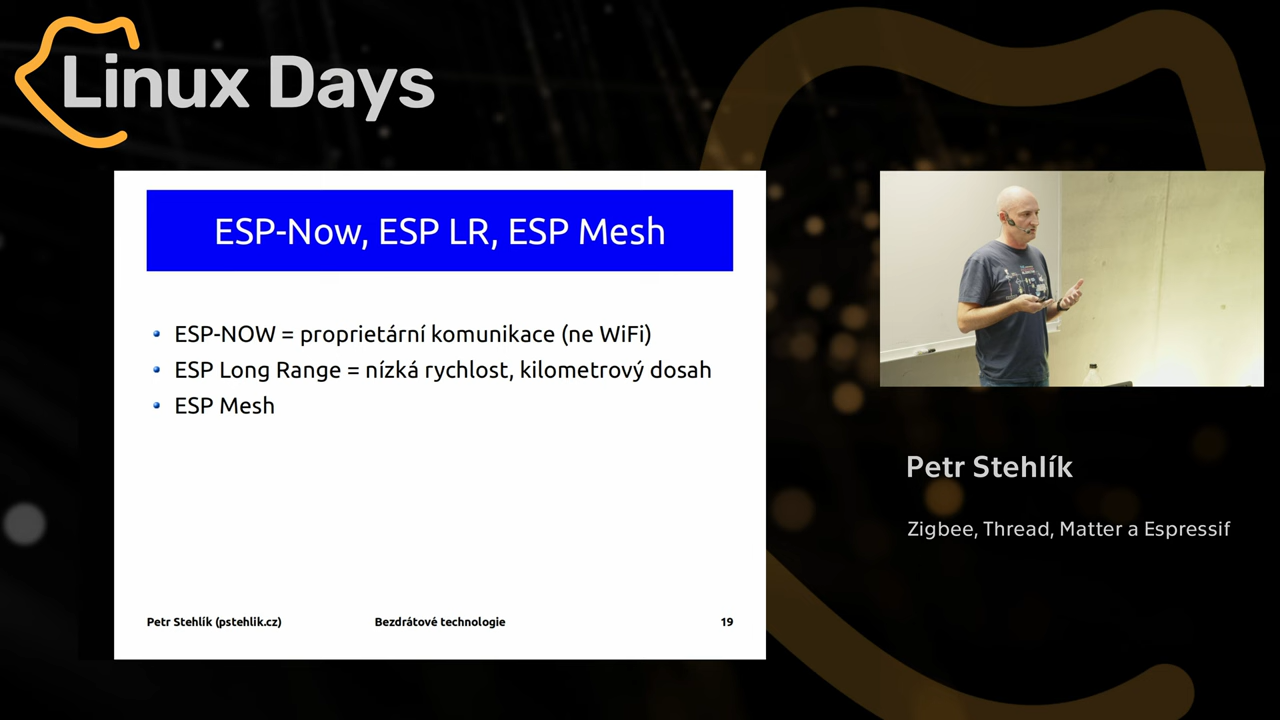 Linux Days
ESP-Now, ESP LR, ESP Mesh
ESP-NOW = proprietární komunikace (ne WiFi)
ESP Long Range = nízká rychlost, kilometrový dosah
ESP Mesh
Petr Stehlík (pstehlik.cz)
Bezdrátové technologie
19
Petr Stehlík
Zigbee, Thread, Matter a Espressif